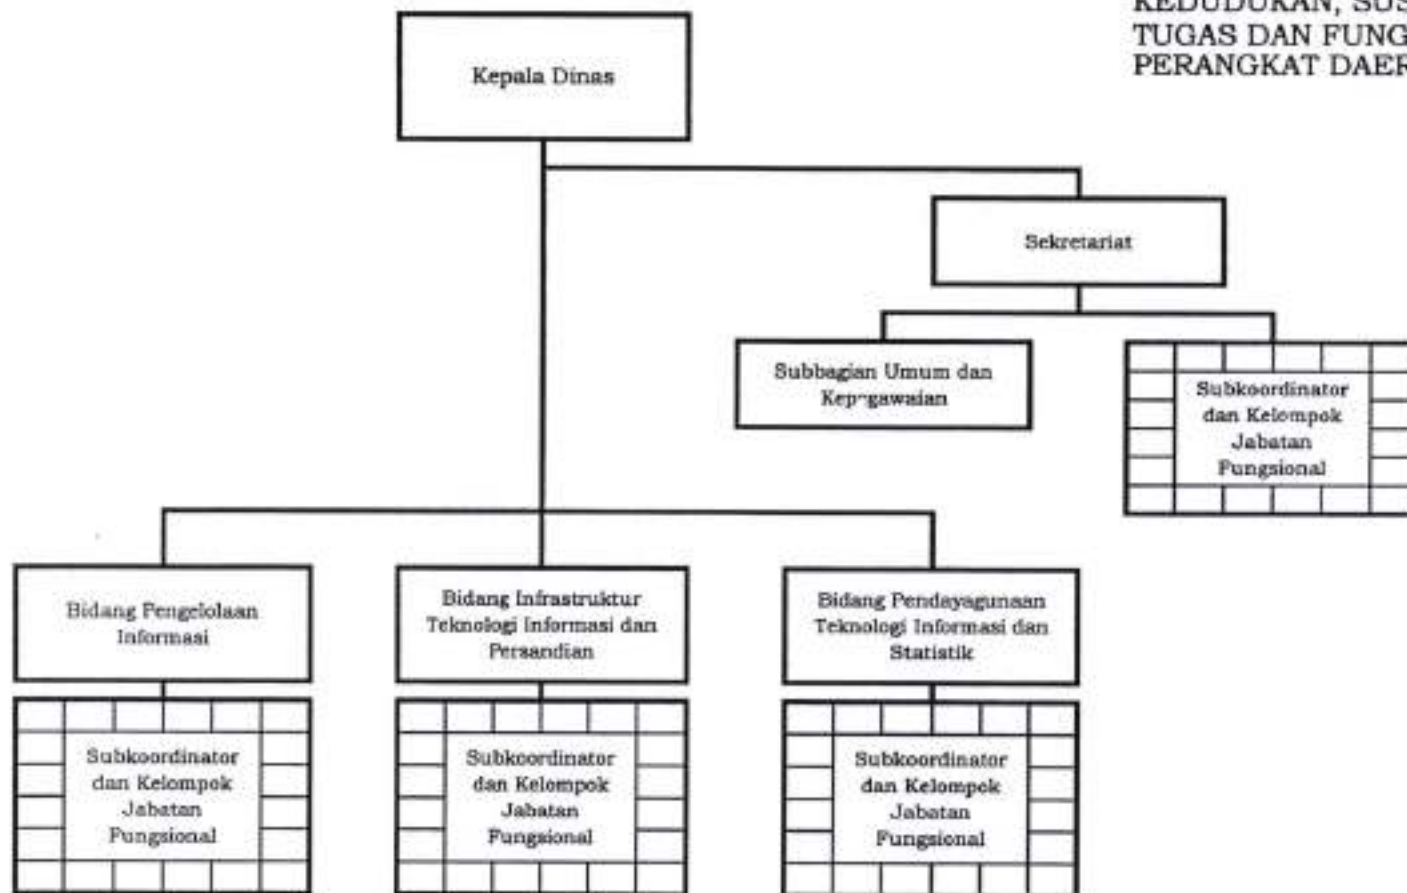 KEDUDUKAN, SUS
TUGAS DAN FUNG
PERANGKAT DAER
Kepala Dinas
Sekretariat
Subbagian Umum dan
Subkoordinator
dan Kelompok
Jabatan
Fungsional
Bidang Pengelolaan
Informasi
Bidang Infrastruktur
Teknologi Informasi dan
Persandian
Bidang Pendayagunaan
Teknologi Informasi dan
Statistik
Subkoordinator
dan Kelompok
Jabatan
Fungsional
Subkoordinator
dan Kelompok
Jabatan
Fungsional
Subkoordinator
dan Kelompok
Jabatan
Fungsional